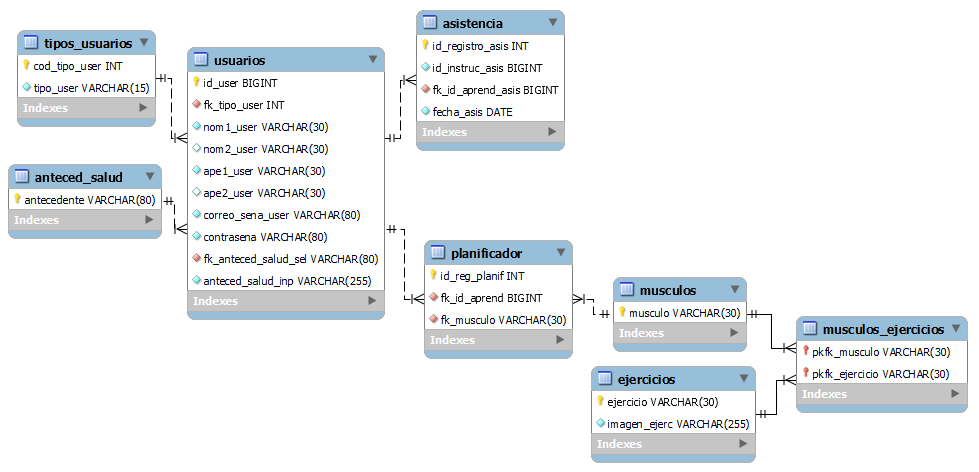 tipos_usuarios
cod_tipo_user INT
tipo_user VARCHAR(15)
Indexes
anteced_salud
antecedente VARCHAR(80)
Indexes
usuarios
id_user BIGINT
fk_tipo_user INT
nom1_user VARCHAR(30)
nom2_user VARCHAR(30)
ape1_user VARCHAR(30)
ape2_user VARCHAR(30)
correo_sena_user VARCHAR(80)
contrasena VARCHAR(80)
fk_anteced_salud_sel VARCHAR(80)
anteced_salud_inp VARCHAR(255)
Indexes
asistencia
id_registro_asis INT
id_instruc_asis BIGINT
fk_id_aprend_asis BIGINT
fecha_asis DATE
Indexes
planificador
id_reg_planif INT
fk_id_aprend BIGINT
fk_musculo VARCHAR(30)
Indexes
musculos
musculo VARCHAR(30)
Indexes
ejercicios
ejercicio VARCHAR(30)
imagen_ejerc VARCHAR(255)
Indexes
musculos_ejercicios
pkfk_musculo VARCHAR(30)
pkfk_ejercicio VARCHAR(30)
Indexes